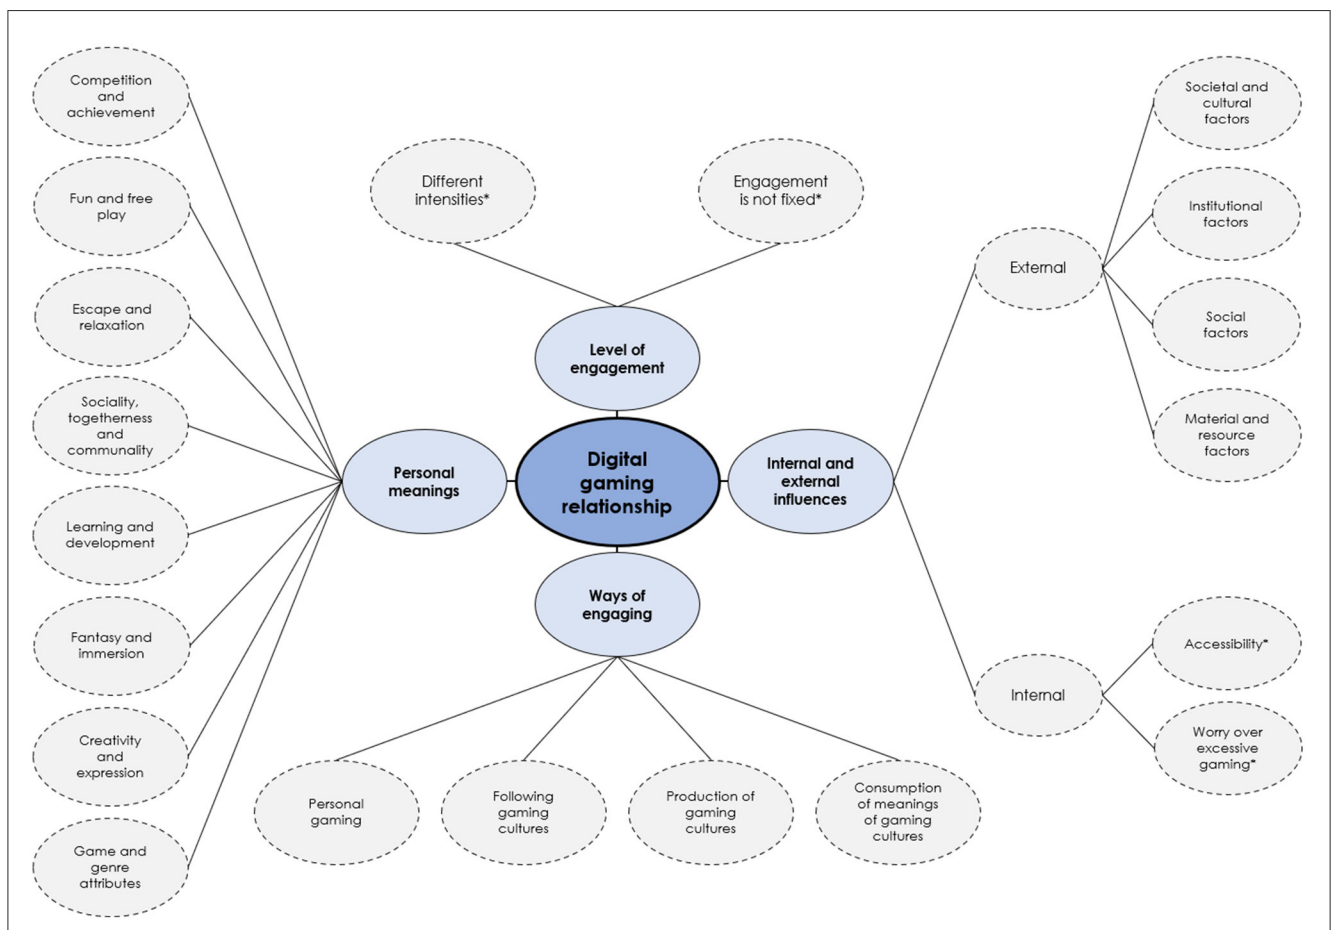 Competition
and
achievement
Fun and free
play
Escape and
relaxation
Sociality,
togetherness
and
communality
Learning and
development
Fantasy and
immersion
Creativity
and
expression
Game and
genre
attributes
Different
intensities*
Engagement
is not fixed*
Level of
engagement
Personal
meanings
Digital
gaming
relationship
Internal and
external
influences
Ways of
engaging
Personal
gaming
Following
gaming
cultures
Production of
gaming
cultures
Consumption
of meanings
of gaming
cultures
External
Societal and
cultural
factors
Institutional
factors
Social
factors
Material and
resource
factors
Internal
Accessibility*
Worry over
excessive
gaming*